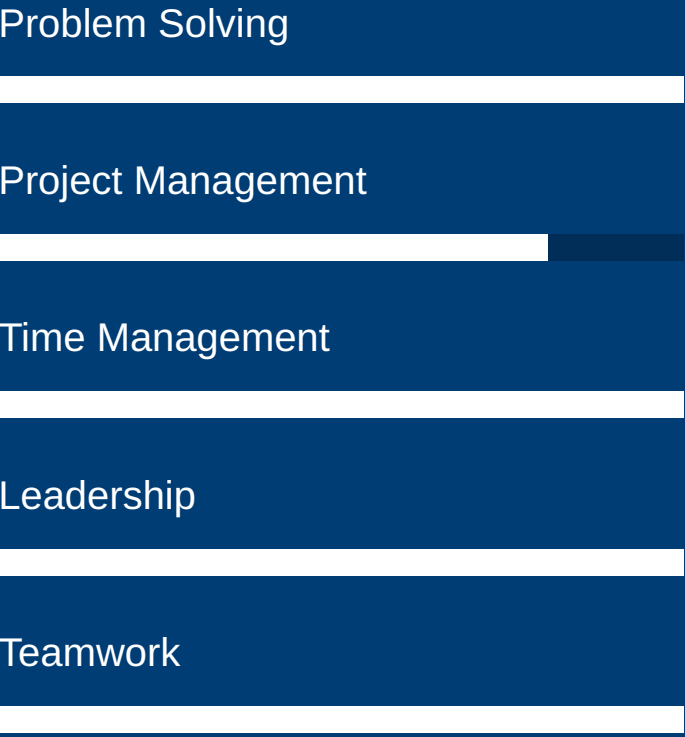 Problem Solving
Project Management
Time Management
Leadership
Teamwork